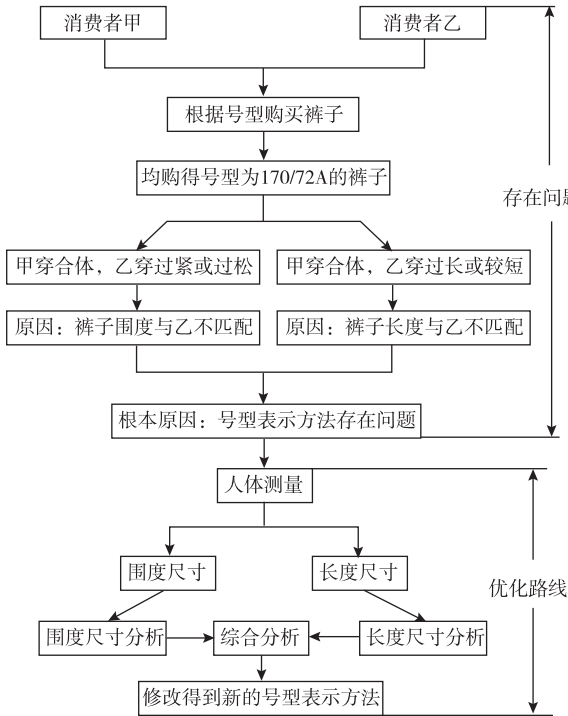 消费者甲
消费者乙
根据号型购买裤子
均购得号型为170/72A的裤子
存在问题
甲穿合体，乙穿过紧或过松
甲穿合体，乙穿过长或较短
原因：裤子围度与乙不匹配
原因：裤子长度与乙不匹配
根本原因：号型表示方法存在问题
人体测量
围度尺寸
长度尺寸
优化路线
围度尺寸分析
综合分析
长度尺寸分析
修改得到新的号型表示方法